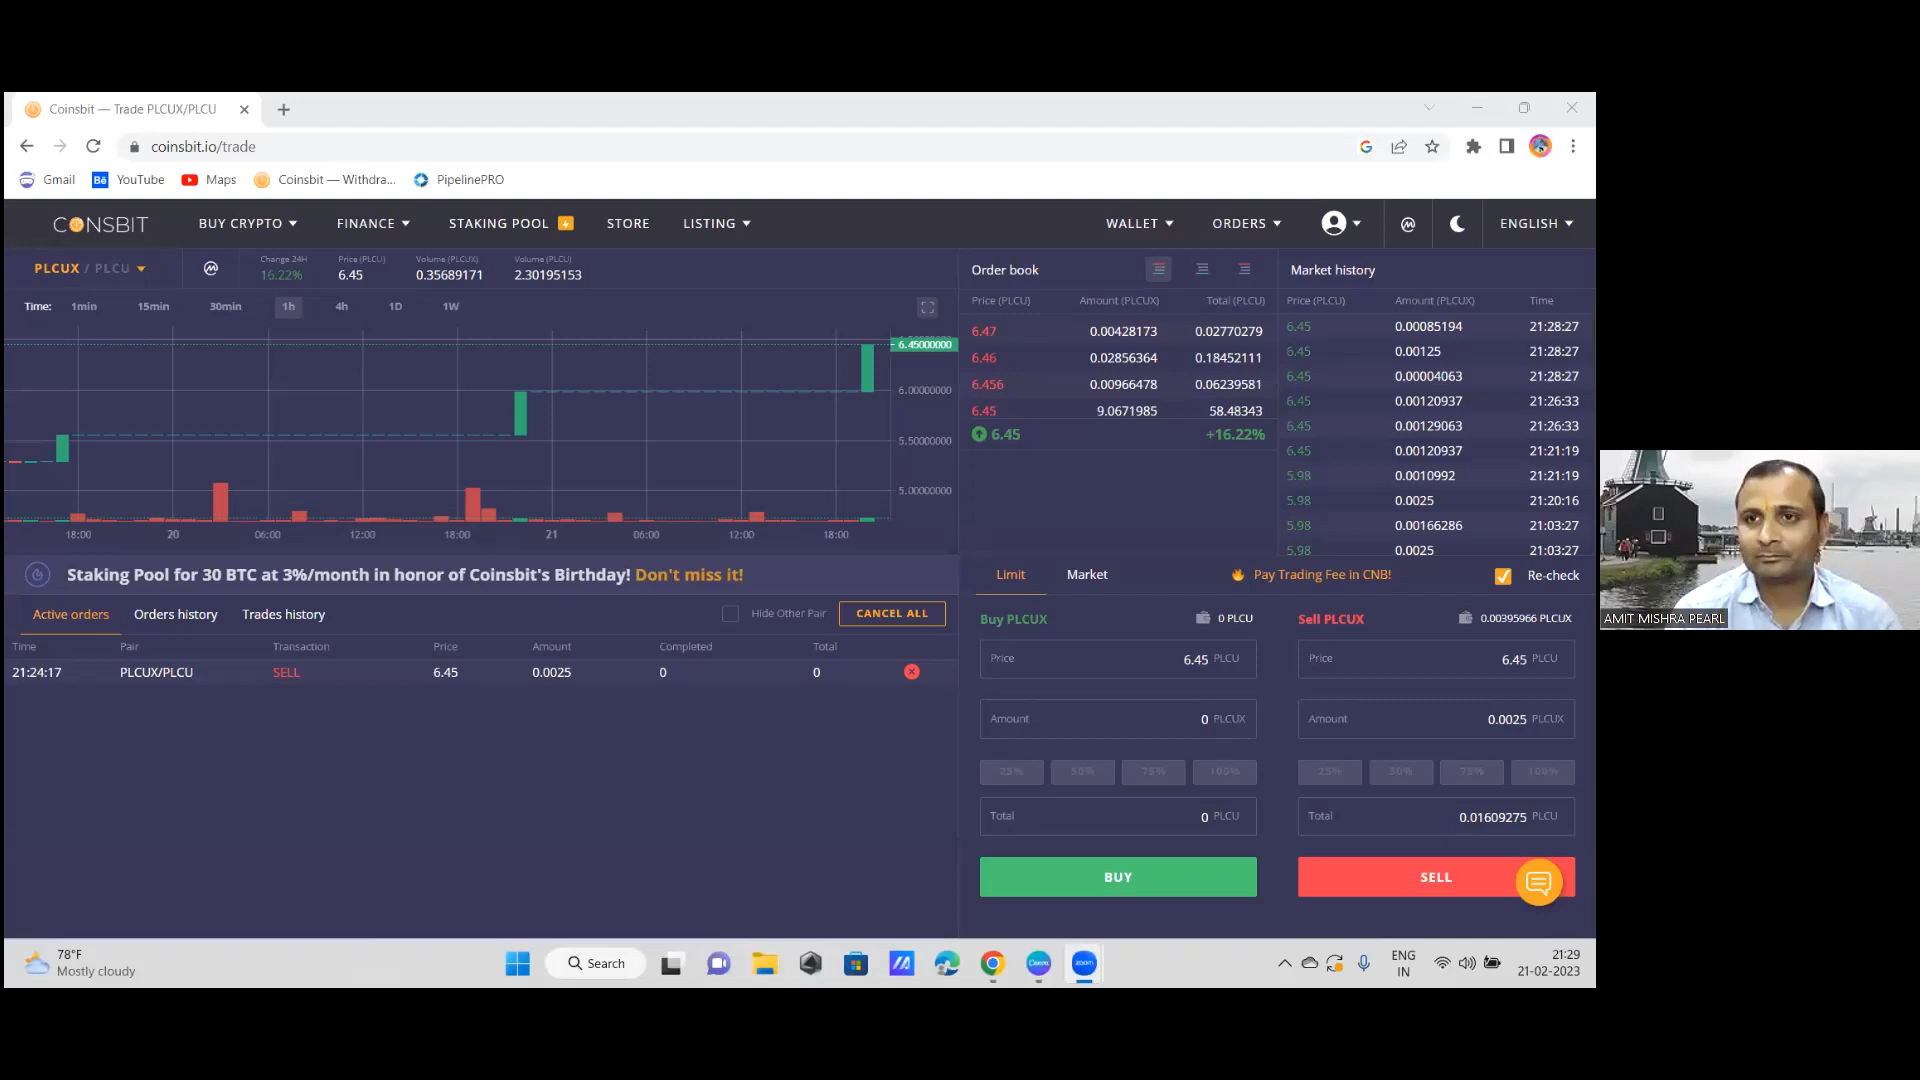 Coinsbit — Trade PLCUX/PLCU
coinsbit.io/trade
Gmail
YouTube
Maps
Coinsbit — Withdra...
PipelinePRO
CONSBIT
BUY CRYPTO
FINANCE
STAKING POOL
STORE
LISTING
WALLET
ORDERS
ENGLISH
PLCUX / PLCU
Change 24H
16.22%
Price (PLCU)
6.45
Volume (PLCUX)
0.35689171
Volume (PLCU)
2.30195153
Time: 1min 15min 30min 1h 4h 1D 1W
6.45000000
6.00000000
5.50000000
5.00000000
18:00 20 06:00 12:00 18:00 21 06:00 12:00 18:00
Order book
Price (PLCU) Amount (PLCUX) Total (PLCU)
6.47 0.00428173 0.02770279
6.46 0.02856364 0.18452111
6.456 0.00966478 0.06239581
6.45 9.0671985 58.48343
6.45 +16.22%
Market history
Price (PLCU) Amount (PLCUX) Time
6.45 0.00085194 21:28:27
6.45 0.00125 21:28:27
6.45 0.00004063 21:28:27
6.45 0.00120937 21:26:33
6.45 0.00129063 21:26:33
6.45 0.00120937 21:21:19
5.98 0.0010992 21:21:19
5.98 0.0025 21:20:16
5.98 0.00166286 21:03:27
5.98 0.0025 21:03:27
Staking Pool for 30 BTC at 3%/month in honor of Coinsbit's Birthday! Don't miss it!
Active orders
Orders history
Trades history
Hide Other Pair
CANCEL ALL
Time Pair Transaction Price Amount Completed Total
21:24:17 PLCUX/PLCU SELL 6.45 0.0025 0 0
Limit
Market
Pay Trading Fee in CNB!
Re-check
Buy PLCUX
0 PLCU
Price 6.45 PLCU
Amount 0 PLCUX
25% 50% 75% 100%
Total 0 PLCU
BUY
Sell PLCUX
0.00395966 PLCUX
Price 6.45 PLCU
Amount 0.0025 PLCUX
25% 50% 75% 100%
Total 0.01609275 PLCU
SELL
AMIT MISHRA PEARL
78°F
Mostly cloudy
Search
Canva
zoom
ENG
IN
21:29
21-02-2023